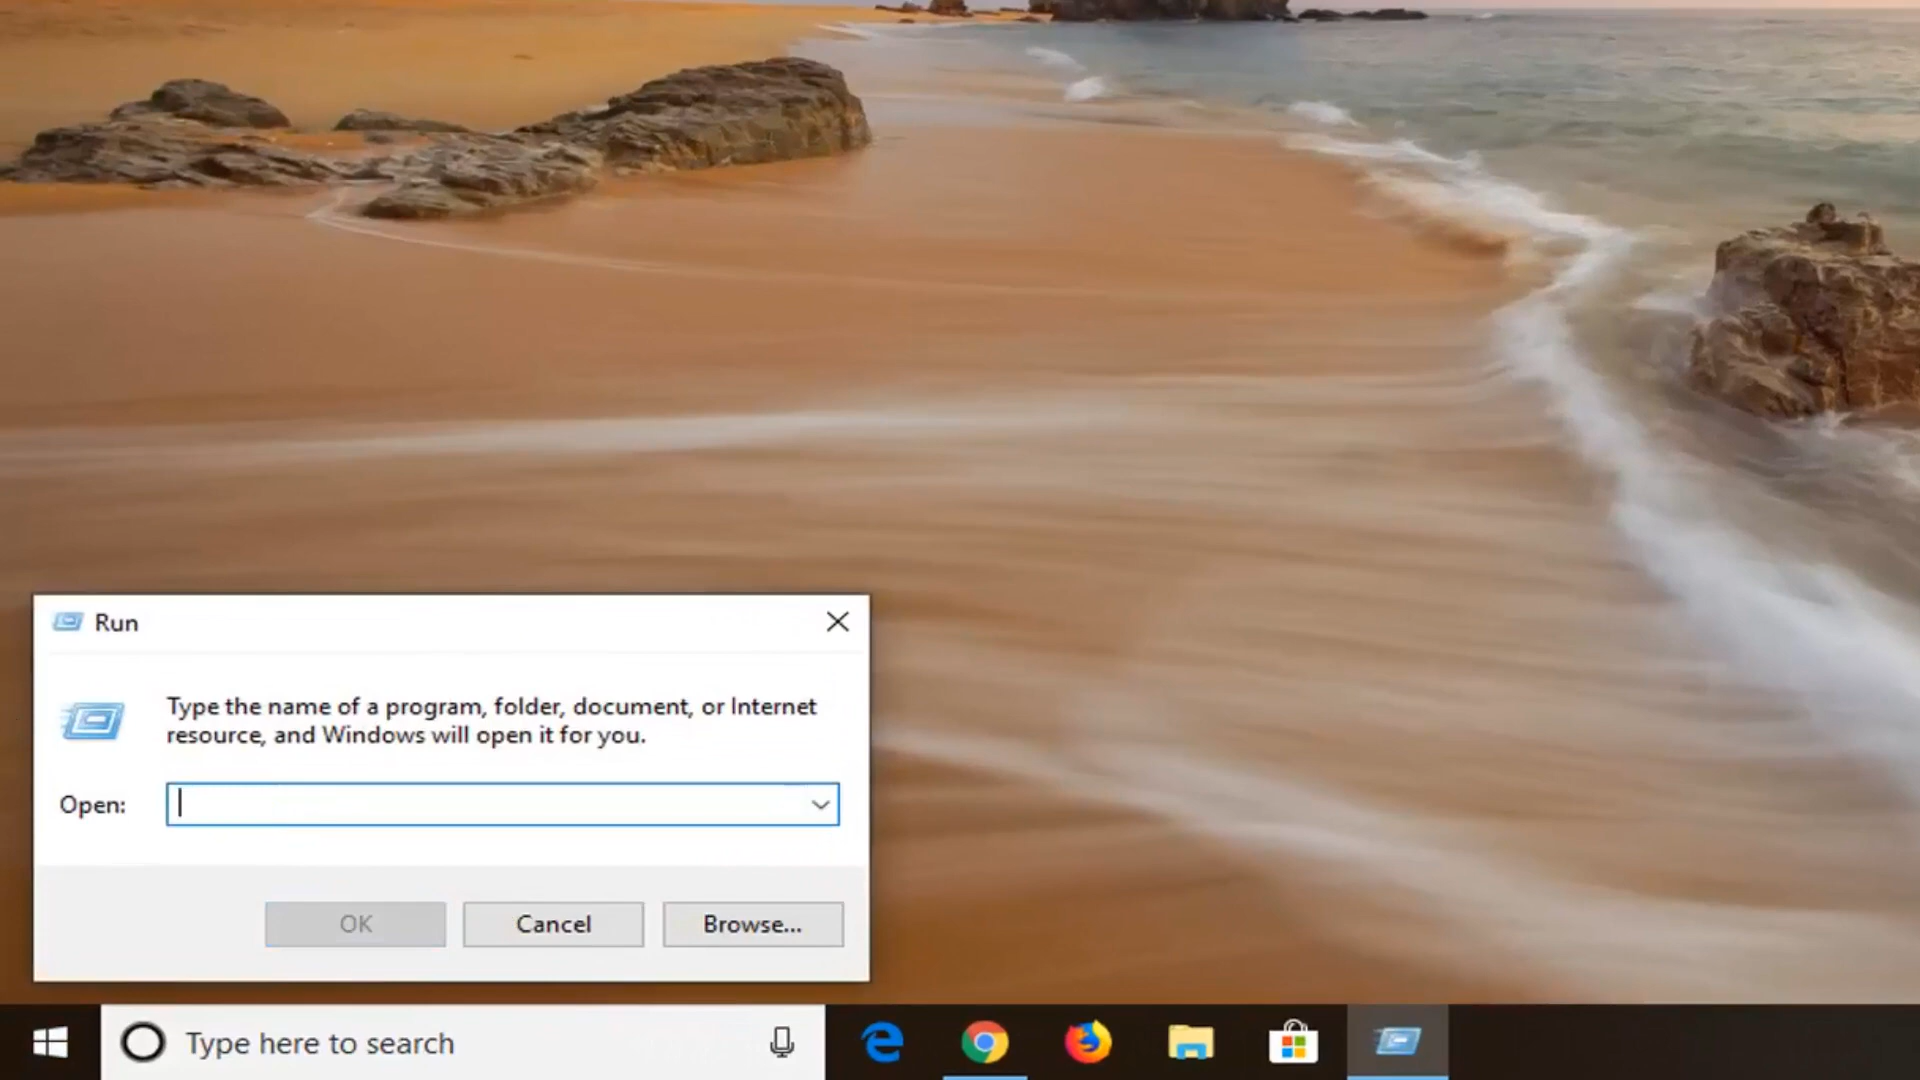 Run
Type the name of a program, folder, document, or Internet
resource, and Windows will open it for you.
Open:
OK
Cancel
Browse...
Type here to search